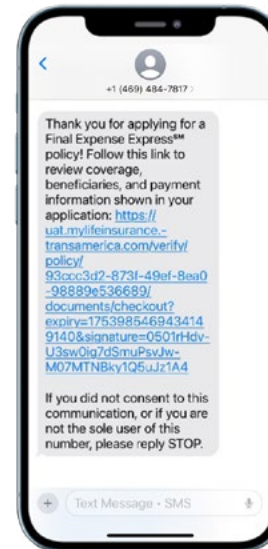 +1 (469) 484-7817 >
Thank you for applying for a
Final Expense Express℠
policy! Follow this link to
review coverage,
beneficiaries, and payment
information shown in your
application: https://
uat.mylifeinsurance.-
transamerica.com/verify/
policy/
93ccc3d2-873f-49ef-8ea0
-98889e536689/
documents/checkout?
expiry=175398546943414
9140&signature=0501rHdv-
U3sw0ig7dSmuPsvJw-
M07MTNBky1Q5uJz1A4
If you did not consent to this
communication, or if you are
not the sole user of this
number, please reply STOP.
Text Message • SMS